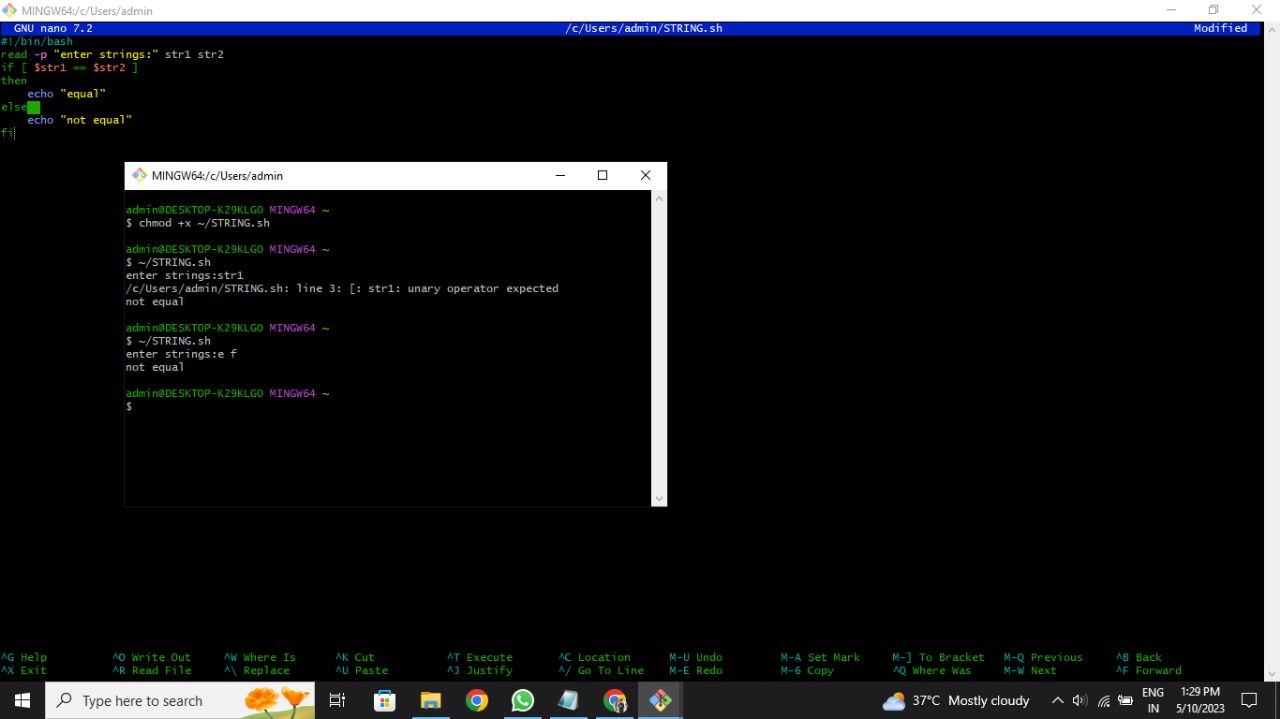 MINGW64:/c/Users/admin
GNU nano 7.2 /c/Users/admin/STRING.sh Modified
#!/bin/bash
read -p "enter strings:" str1 str2
if [ $str1 == $str2 ]
then
echo "equal"
else
echo "not equal"
fi
MINGW64:/c/Users/admin
admin@DESKTOP-K29KLGO MINGW64 ~
$ chmod +x ~/STRING.sh
admin@DESKTOP-K29KLGO MINGW64 ~
$ ~/STRING.sh
enter strings:str1
/c/Users/admin/STRING.sh: line 3: [: str1: unary operator expected
not equal
admin@DESKTOP-K29KLGO MINGW64 ~
$ ~/STRING.sh
enter strings:e f
not equal
admin@DESKTOP-K29KLGO MINGW64 ~
$
^G Help ^O Write Out ^W Where Is ^K Cut ^T Execute ^C Location M-U Undo M-A Set Mark M-] To Bracket M-Q Previous ^B Back
^X Exit ^R Read File ^\ Replace ^U Paste ^J Justify ^/ Go To Line M-E Redo M-6 Copy ^Q Where Was M-W Next ^F Forward
Type here to search
37°C Mostly cloudy
ENG
IN
1:29 PM
5/10/2023